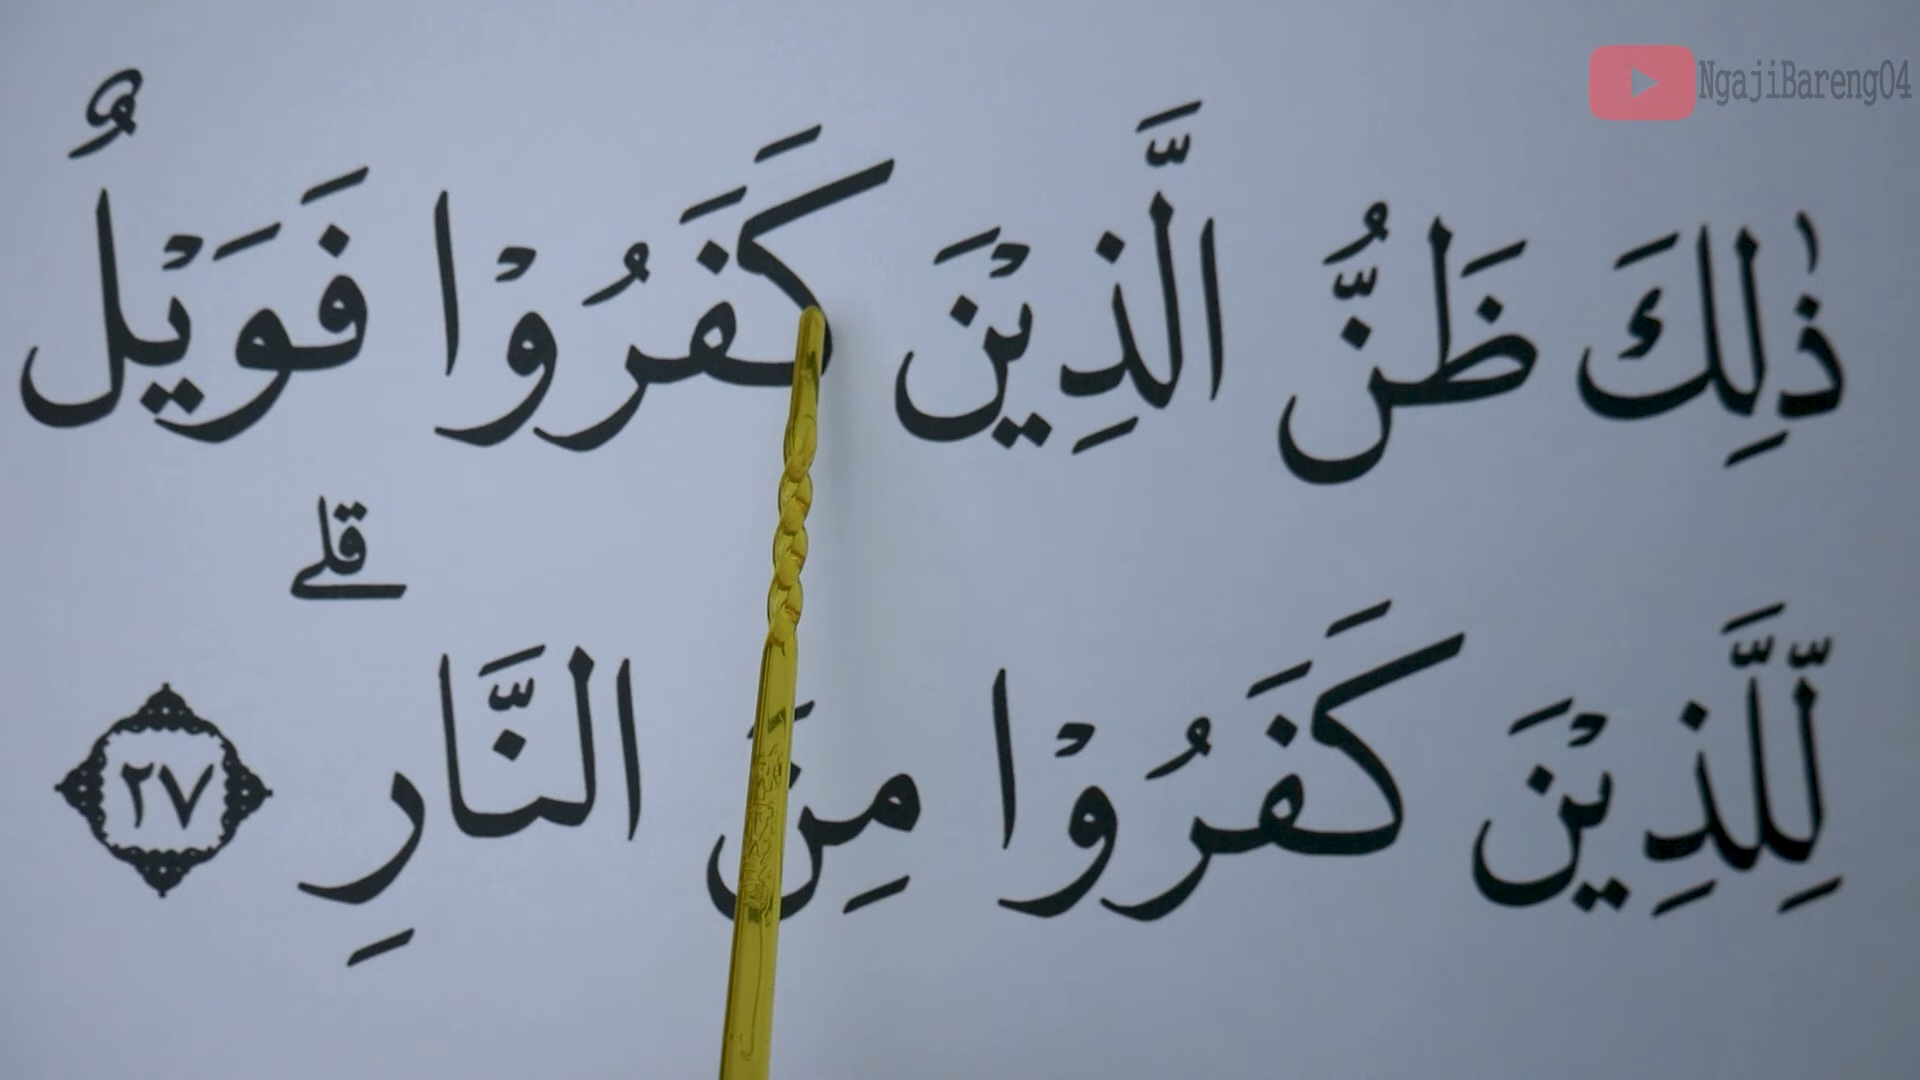 NgajiBareng04
ذٰلِكَ ظَنُّ الَّذِيْنَ كَفَرُوْا فَوَيْلٌ
قلے
لِّلَّذِيْنَ كَفَرُوْا مِنَ النَّارِ ٢٧